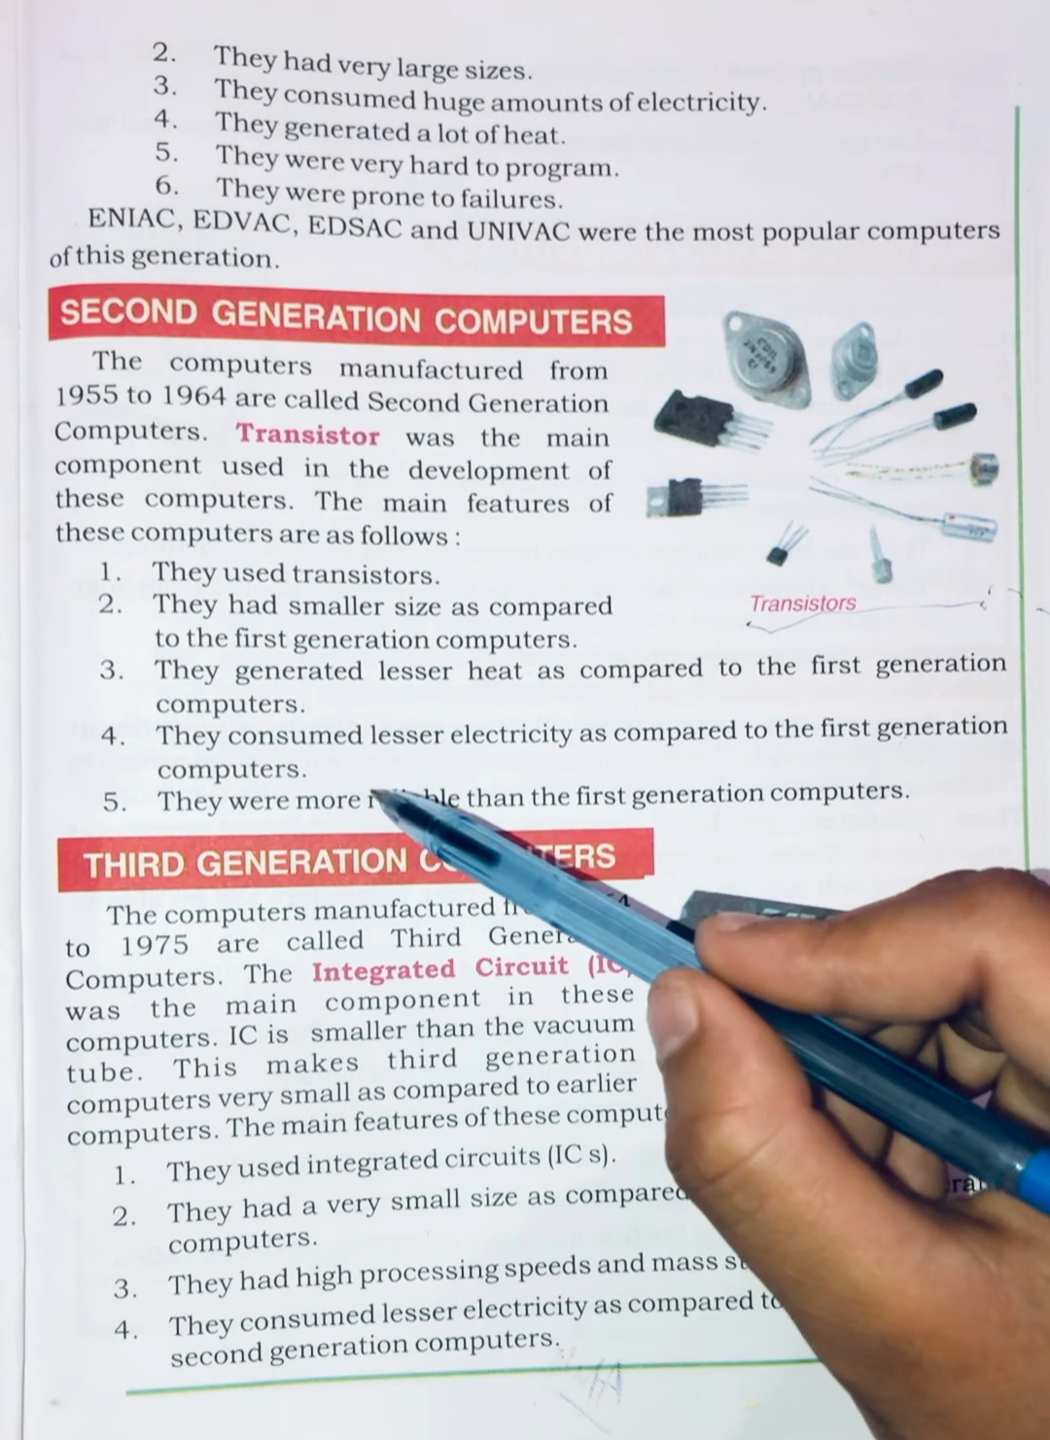 2. They had very large sizes.
3. They consumed huge amounts of electricity.
4. They generated a lot of heat.
5. They were very hard to program.
6. They were prone to failures.
ENIAC, EDVAC, EDSAC and UNIVAC were the most popular computers
of this generation.
SECOND GENERATION COMPUTERS
The computers manufactured from
1955 to 1964 are called Second Generation
Computers. Transistor was the main
component used in the development of
these computers. The main features of
these computers are as follows :
1. They used transistors.
2. They had smaller size as compared
to the first generation computers.
Transistors
3. They generated lesser heat as compared to the first generation
computers.
4. They consumed lesser electricity as compared to the first generation
computers.
5. They were more than the first generation computers.
THIRD GENERATION
The computers manufactured
to 1975 are called Third
Computers. The Integrated Circuit (IC)
was the main component in these
computers. IC is smaller than the vacuum
tube. This makes third generation
computers very small as compared to earlier
computers. The main features of these
1. They used integrated circuits (IC s).
2. They had a very small size as compared
computers.
3. They had high processing speeds and mass
4. They consumed lesser electricity as compared to
second generation computers.